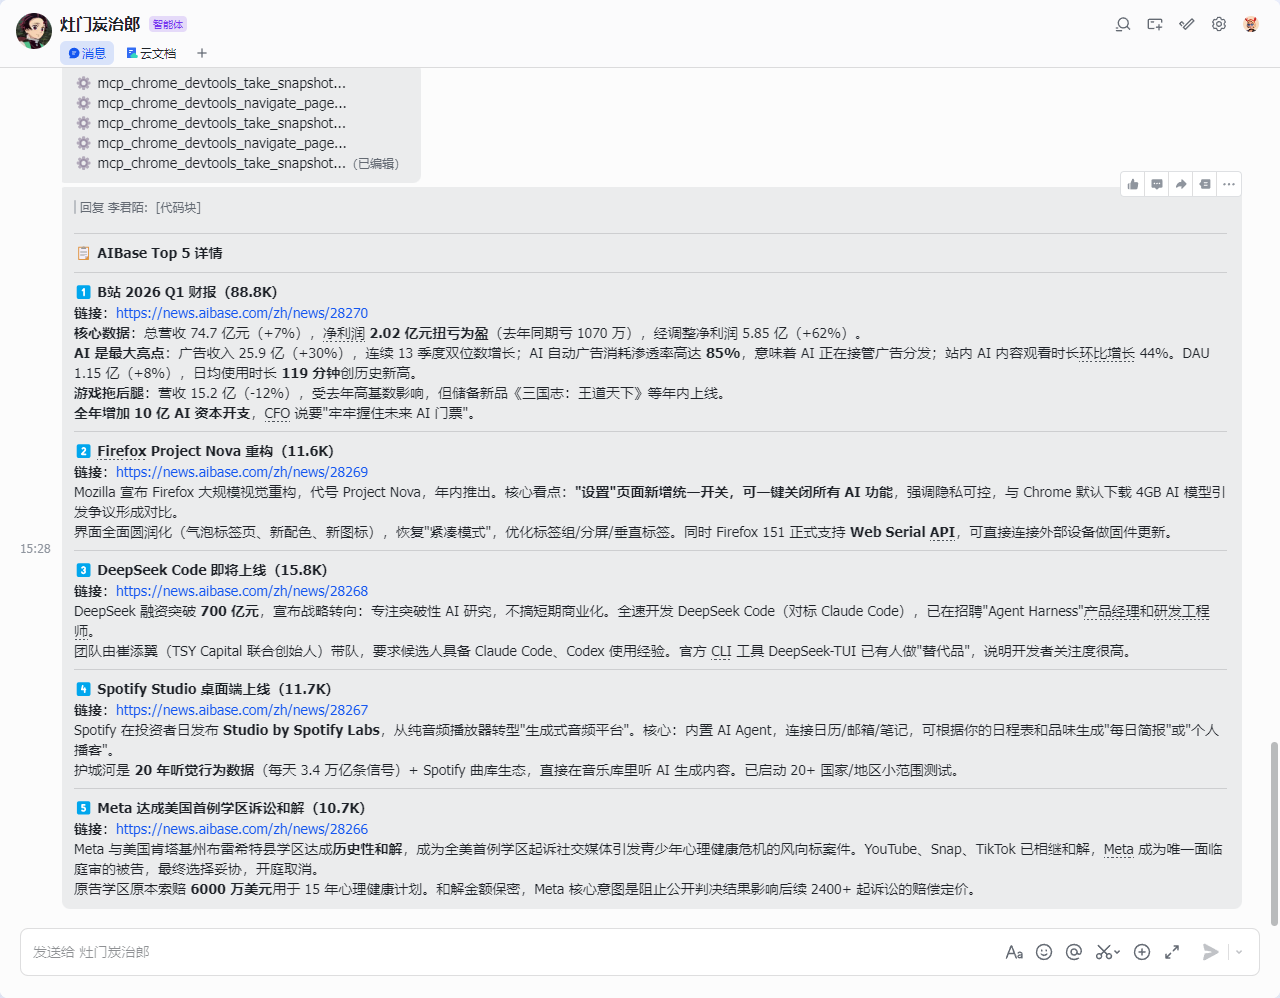 灶门炭治郎 智能体
消息 云文档
mcp_chrome_devtools_take_snapshot...
mcp_chrome_devtools_navigate_page...
mcp_chrome_devtools_take_snapshot...
mcp_chrome_devtools_navigate_page...
mcp_chrome_devtools_take_snapshot... （已编辑）
回复 李君陌：[代码块]
AIBase Top 5 详情
1 B站 2026 Q1 财报（88.8K）
链接：https://news.aibase.com/zh/news/28270
核心数据：总营收 74.7 亿元（+7%），净利润 2.02 亿元扭亏为盈（去年同期亏 1070 万），经调整净利润 5.85 亿（+62%）。
AI 是最大亮点：广告收入 25.9 亿（+30%），连续 13 季度双位数增长；AI 自动广告消耗渗透率高达 85%，意味着 AI 正在接管广告分发；站内 AI 内容观看时长环比增长 44%。DAU
1.15 亿（+8%），日均使用时长 119 分钟创历史新高。
游戏拖后腿：营收 15.2 亿（-12%），受去年高基数影响，但储备新品《三国志：王道天下》等年内上线。
全年增加 10 亿 AI 资本开支，CFO 说要"牢牢握住未来 AI 门票"。
2 Firefox Project Nova 重构（11.6K）
链接：https://news.aibase.com/zh/news/28269
Mozilla 宣布 Firefox 大规模视觉重构，代号 Project Nova，年内推出。核心看点："设置"页面新增统一开关，可一键关闭所有 AI 功能，强调隐私可控，与 Chrome 默认下载 4GB AI 模型引
发争议形成对比。
界面全面圆润化（气泡标签页、新配色、新图标），恢复"紧凑模式"，优化标签组/分屏/垂直标签。同时 Firefox 151 正式支持 Web Serial API，可直接连接外部设备做固件更新。
15:28
3 DeepSeek Code 即将上线（15.8K）
链接：https://news.aibase.com/zh/news/28268
DeepSeek 融资突破 700 亿元，宣布战略转向：专注突破性 AI 研究，不搞短期商业化。全速开发 DeepSeek Code（对标 Claude Code），已在招聘"Agent Harness"产品经理和研发工程
师。
团队由崔添翼（TSY Capital 联合创始人）带队，要求候选人具备 Claude Code、Codex 使用经验。官方 CLI 工具 DeepSeek-TUI 已有人做"替代品"，说明开发者关注度很高。
4 Spotify Studio 桌面端上线（11.7K）
链接：https://news.aibase.com/zh/news/28267
Spotify 在投资者日发布 Studio by Spotify Labs，从纯音频播放器转型"生成式音频平台"。核心：内置 AI Agent，连接日历/邮箱/笔记，可根据你的日程表和品味生成"每日简报"或"个人
播客"。
护城河是 20 年听觉行为数据（每天 3.4 万亿条信号）+ Spotify 曲库生态，直接在音乐库里听 AI 生成内容。已启动 20+ 国家/地区小范围测试。
5 Meta 达成美国首例学区诉讼和解（10.7K）
链接：https://news.aibase.com/zh/news/28266
Meta 与美国肯塔基州布雷希特县学区达成历史性和解，成为全美首例学区起诉社交媒体引发青少年心理健康危机的风向标案件。YouTube、Snap、TikTok 已相继和解，Meta 成为唯一面临
庭审的被告，最终选择妥协，开庭取消。
原告学区原本索赔 6000 万美元用于 15 年心理健康计划。和解金额保密，Meta 核心意图是阻止公开判决结果影响后续 2400+ 起诉讼的赔偿定价。
发送给 灶门炭治郎